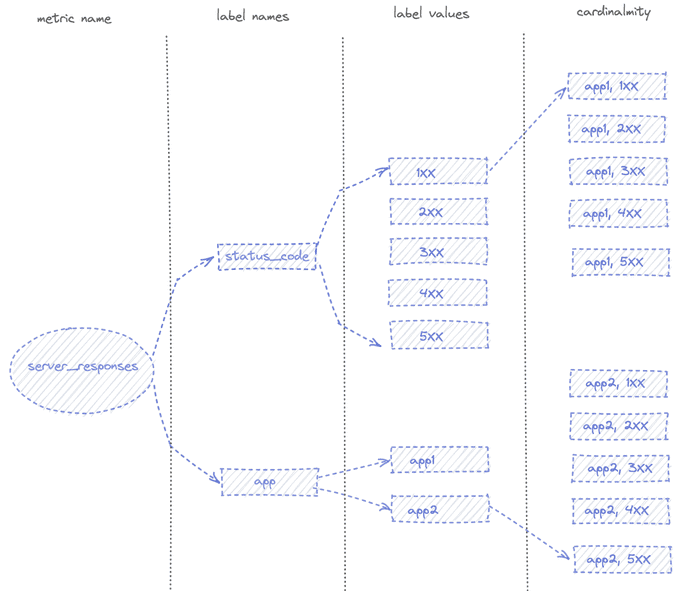 metric name
label names
label values
cardinalmity
server_responses
status_code
app
1XX
2XX
3XX
4XX
5XX
app1
app2
app1, 1XX
app1, 2XX
app1, 3XX
app1, 4XX
app1, 5XX
app2, 1XX
app2, 2XX
app2, 3XX
app2, 4XX
app2, 5XX